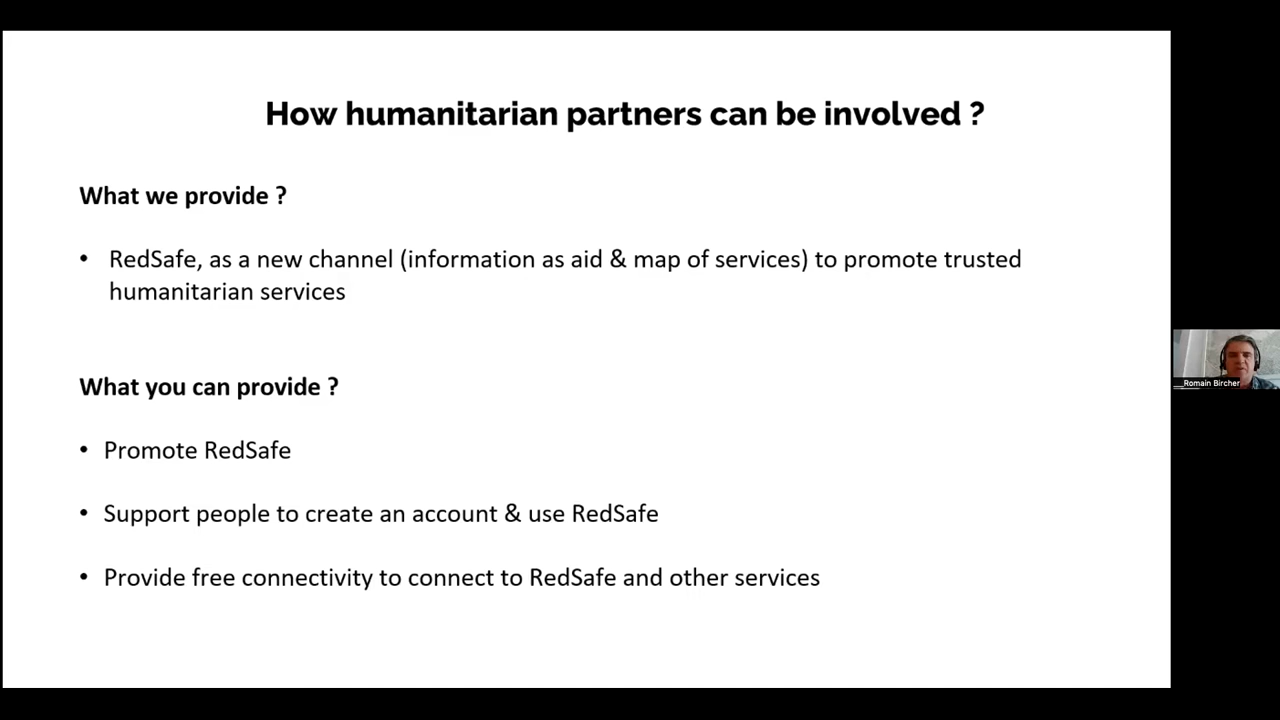 How humanitarian partners can be involved ?
What we provide ?
• RedSafe, as a new channel (information as aid & map of services) to promote trusted
humanitarian services
What you can provide ?
• Promote RedSafe
• Support people to create an account & use RedSafe
• Provide free connectivity to connect to RedSafe and other services
Romain Bircher